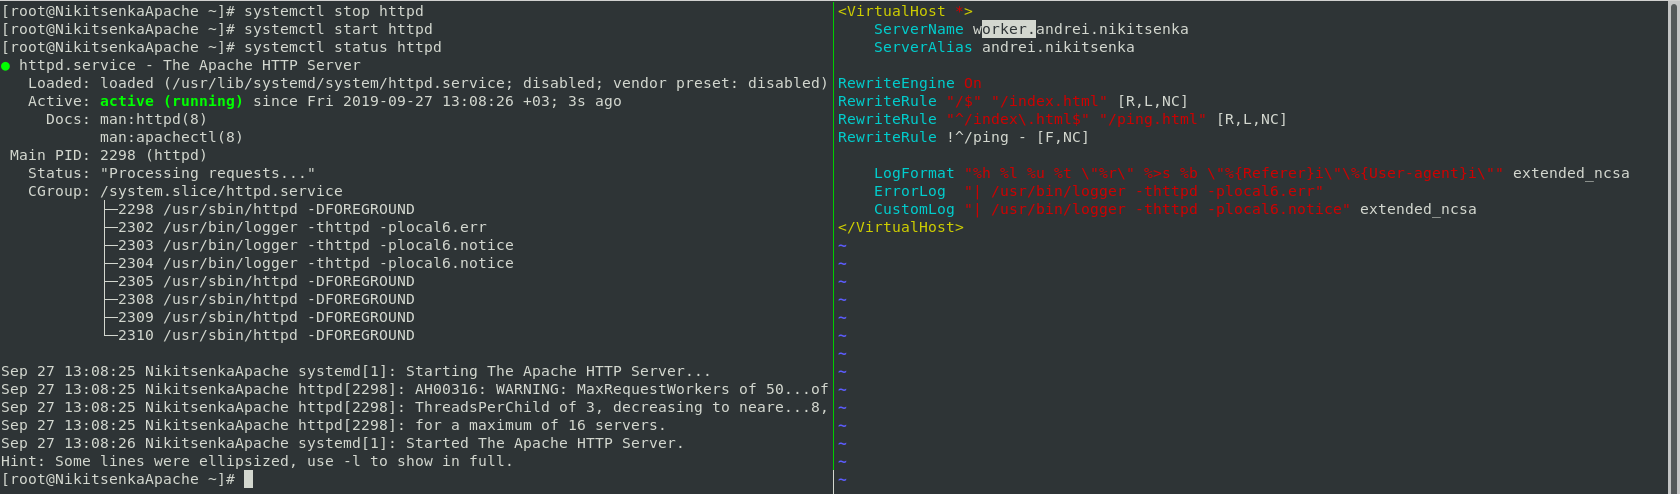 [root@NikitsenkaApache ~]# systemctl stop httpd
[root@NikitsenkaApache ~]# systemctl start httpd
[root@NikitsenkaApache ~]# systemctl status httpd
● httpd.service - The Apache HTTP Server
   Loaded: loaded (/usr/lib/systemd/system/httpd.service; disabled; vendor preset: disabled)
   Active: active (running) since Fri 2019-09-27 13:08:26 +03; 3s ago
     Docs: man:httpd(8)
           man:apachectl(8)
 Main PID: 2298 (httpd)
   Status: "Processing requests..."
   CGroup: /system.slice/httpd.service
           ├─2298 /usr/sbin/httpd -DFOREGROUND
           ├─2302 /usr/bin/logger -thttpd -plocal6.err
           ├─2303 /usr/bin/logger -thttpd -plocal6.notice
           ├─2304 /usr/bin/logger -thttpd -plocal6.notice
           ├─2305 /usr/sbin/httpd -DFOREGROUND
           ├─2308 /usr/sbin/httpd -DFOREGROUND
           ├─2309 /usr/sbin/httpd -DFOREGROUND
           └─2310 /usr/sbin/httpd -DFOREGROUND
Sep 27 13:08:25 NikitsenkaApache systemd[1]: Starting The Apache HTTP Server...
Sep 27 13:08:25 NikitsenkaApache httpd[2298]: AH00316: WARNING: MaxRequestWorkers of 50...of
Sep 27 13:08:25 NikitsenkaApache httpd[2298]: ThreadsPerChild of 3, decreasing to neare...8,
Sep 27 13:08:25 NikitsenkaApache httpd[2298]: for a maximum of 16 servers.
Sep 27 13:08:26 NikitsenkaApache systemd[1]: Started The Apache HTTP Server.
Hint: Some lines were ellipsized, use -l to show in full.
[root@NikitsenkaApache ~]#
<VirtualHost *>
    ServerName worker.andrei.nikitsenka
    ServerAlias andrei.nikitsenka
RewriteEngine On
RewriteRule "/$" "/index.html" [R,L,NC]
RewriteRule "^/index\.html$" "/ping.html" [R,L,NC]
RewriteRule !^/ping - [F,NC]
    LogFormat "%h %l %u %t \"%r\" %>s %b \"%{Referer}i\"\%{User-agent}i\"" extended_ncsa
    ErrorLog  "| /usr/bin/logger -thttpd -plocal6.err"
    CustomLog "| /usr/bin/logger -thttpd -plocal6.notice" extended_ncsa
</VirtualHost>
~
~
~
~
~
~
~
~
~
~
~
~
~
~